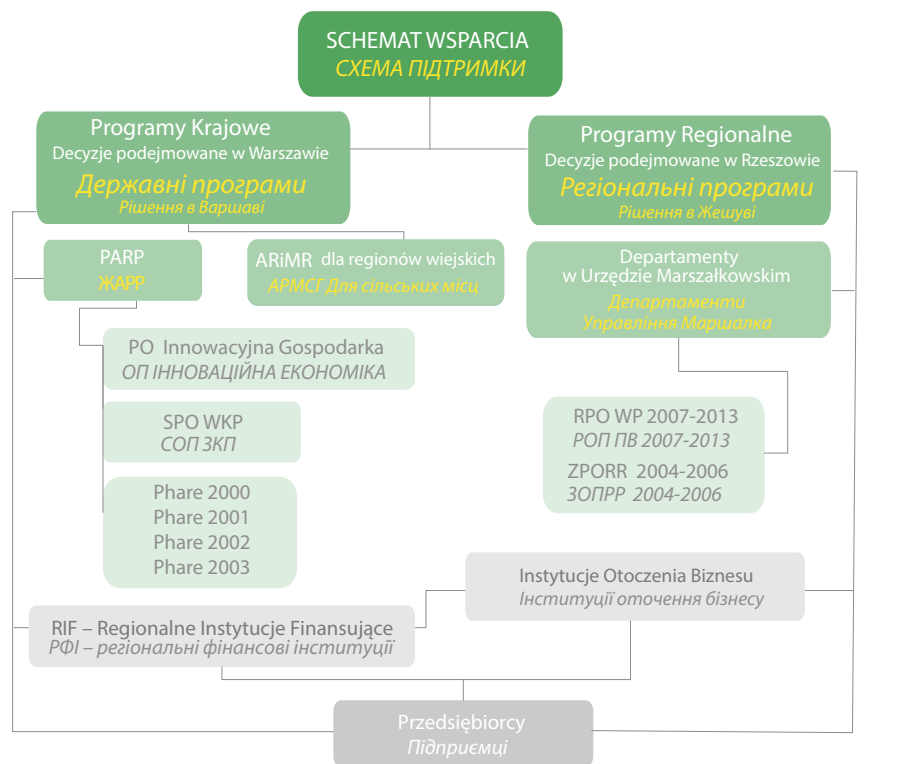 SCHEMAT WSPARCIA
СХЕМА ПІДТРИМКИ
Programy Krajowe
Decyzje podejmowane w Warszawie
Державні програми
Рішення в Варшаві
Programy Regionalne
Decyzje podejmowane w Rzeszowie
Регіональні програми
Рішення в Жешуві
PARP
ЖАРР
ARiMR dla regionów wiejskich
АРМСГ Для сільських місц
Departamenty
w Urzędzie Marszałkowskim
Департаменти
Управління Маршалка
PO Innowacyjna Gospodarka
ОП ІННОВАЦІЙНА ЕКОНОМІКА
SPO WKP
СОП ЗКП
Phare 2000
Phare 2001
Phare 2002
Phare 2003
RPO WP 2007-2013
РОП ПВ 2007-2013
ZPORR 2004-2006
ЗОПРР 2004-2006
Instytucje Otoczenia Biznesu
Інституції оточення бізнесу
RIF – Regionalne Instytucje Finansujące
РФІ – регіональні фінансові інституції
Przedsiębiorcy
Підприємці